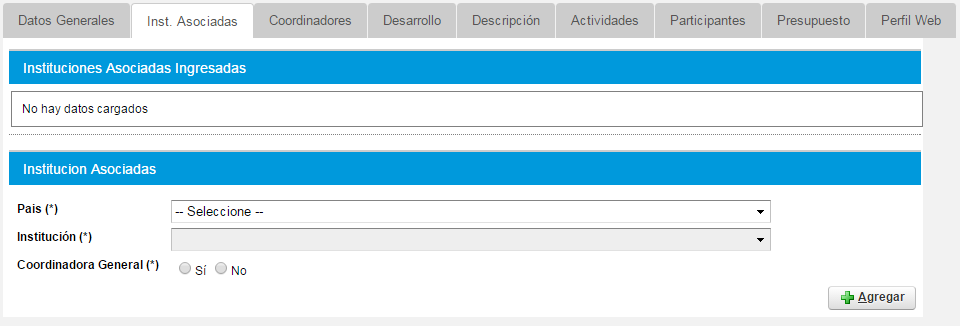 Datos Generales Inst. Asociadas Coordinadores Desarrollo Descripción Actividades Participantes Presupuesto Perfil Web
Instituciones Asociadas Ingresadas
No hay datos cargados
Institucion Asociadas
Pais (*) -- Seleccione --
Institución (*)
Coordinadora General (*) Sí No
Agregar